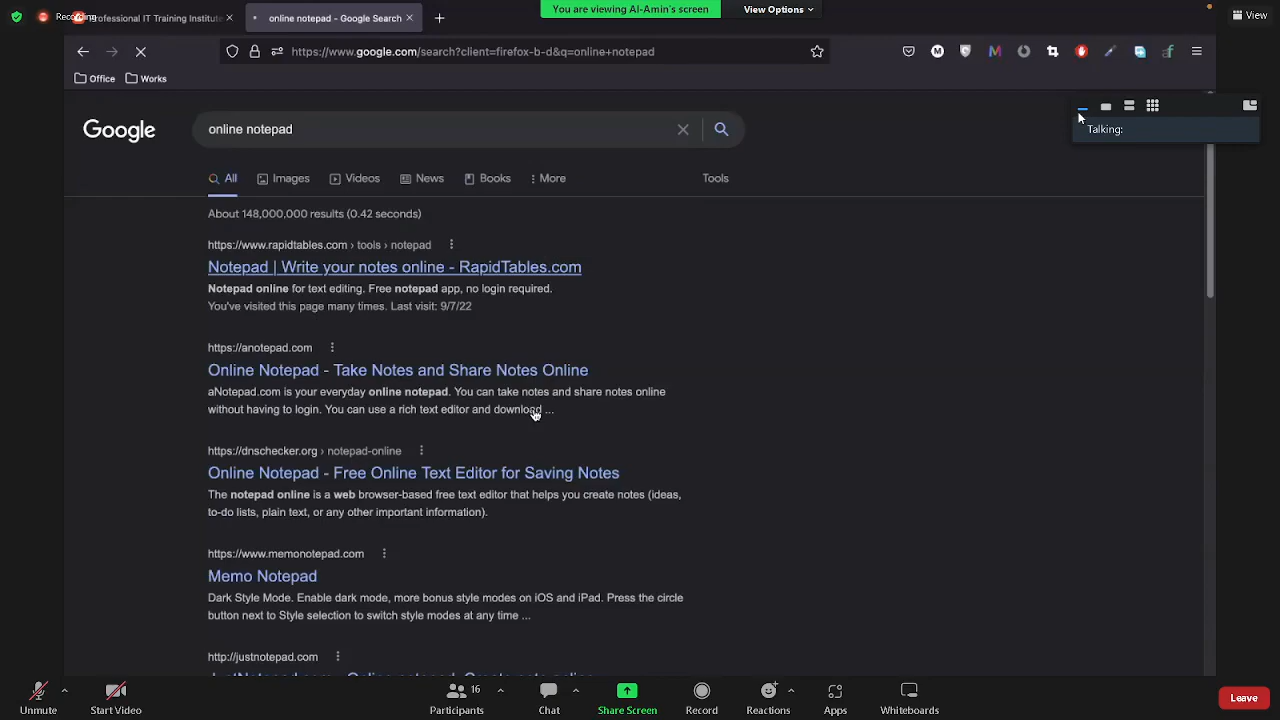 Recording
Professional IT Training Institute
online notepad - Google Search
You are viewing Al-Amin's screen
View Options
View
https://www.google.com/search?client=firefox-b-d&q=online+notepad
Office
Works
Google
online notepad
Talking:
All
Images
Videos
News
Books
More
Tools
About 148,000,000 results (0.42 seconds)
https://www.rapidtables.com › tools › notepad
Notepad | Write your notes online - RapidTables.com
Notepad online for text editing. Free notepad app, no login required.
You've visited this page many times. Last visit: 9/7/22
https://anotepad.com
Online Notepad - Take Notes and Share Notes Online
aNotepad.com is your everyday online notepad. You can take notes and share notes online
without having to login. You can use a rich text editor and download ...
https://dnschecker.org › notepad-online
Online Notepad - Free Online Text Editor for Saving Notes
The notepad online is a web browser-based free text editor that helps you create notes (ideas,
to-do lists, plain text, or any other important information).
https://www.memonotepad.com
Memo Notepad
Dark Style Mode. Enable dark mode, more bonus style modes on iOS and iPad. Press the circle
button next to Style selection to switch style modes at any time ...
http://justnotepad.com
Unmute
Start Video
16
Participants
Chat
Share Screen
Record
Reactions
Apps
Whiteboards
Leave